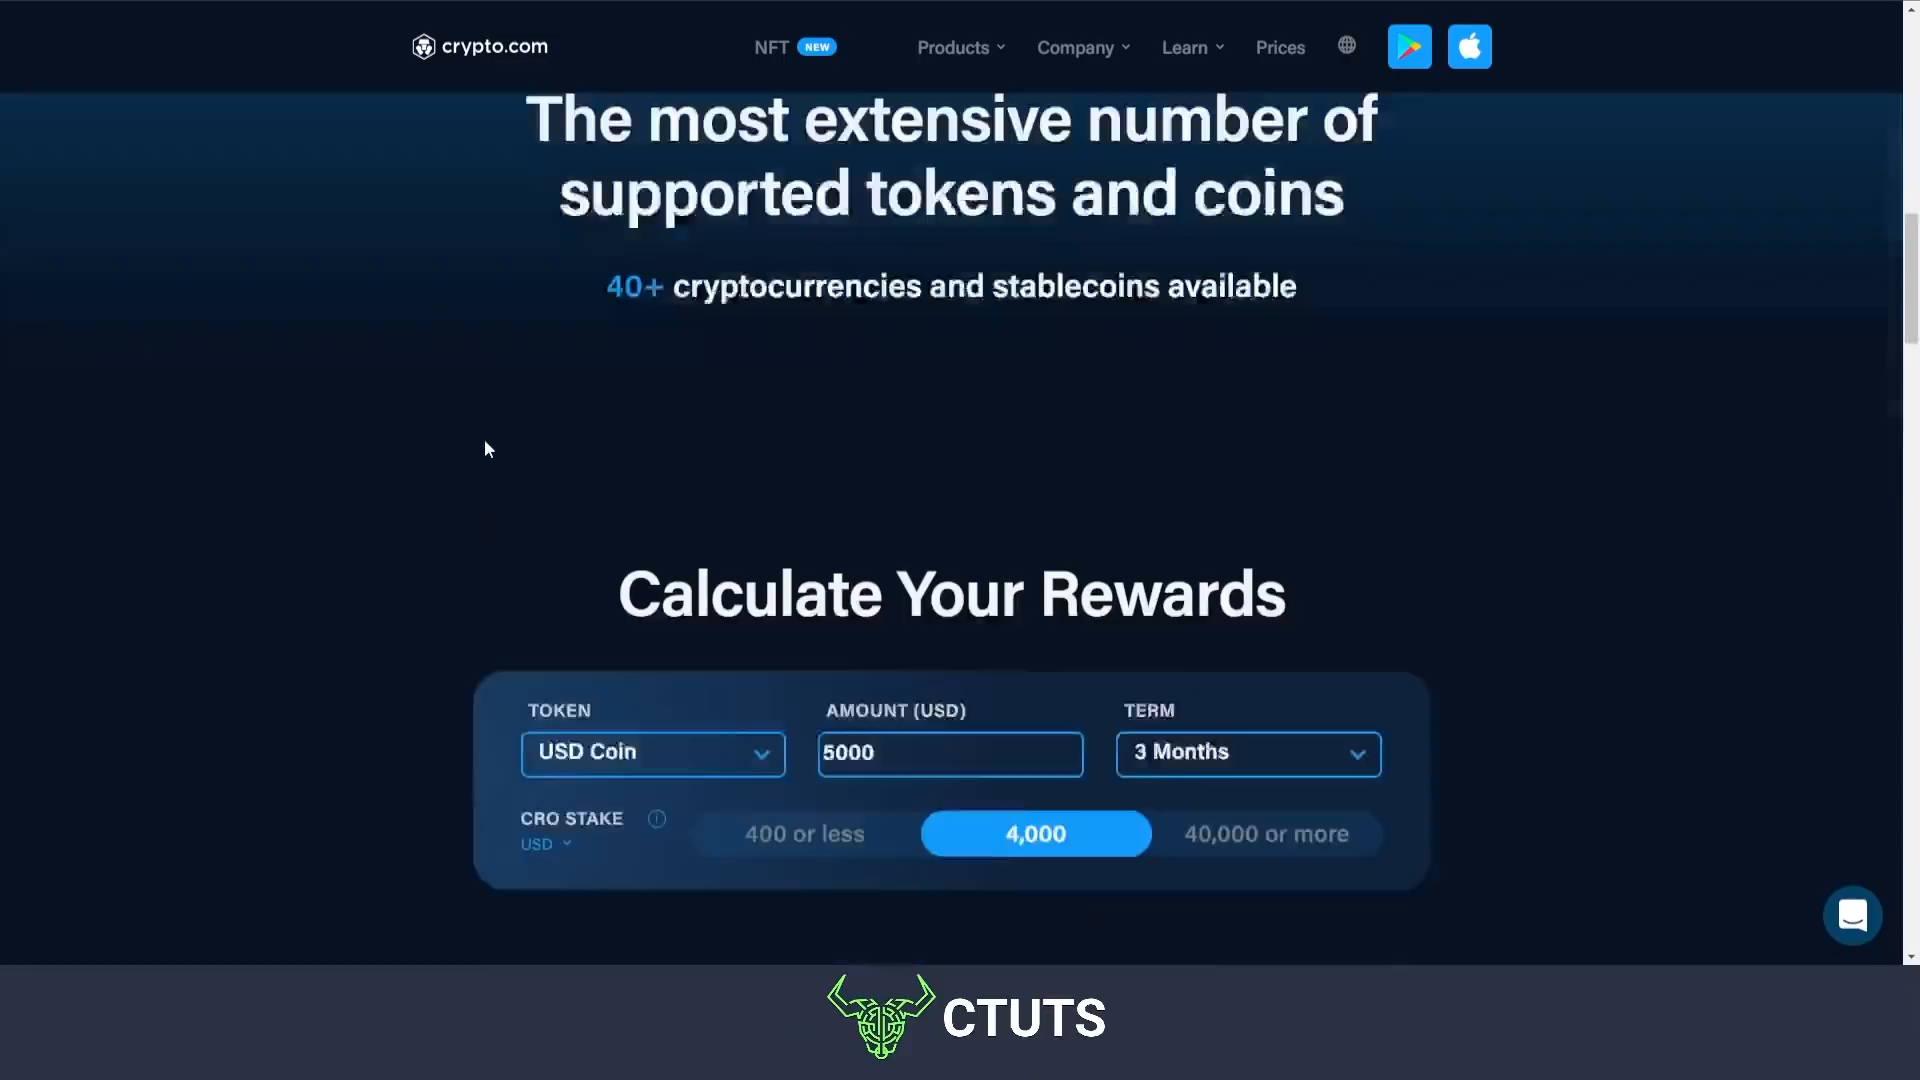 crypto.com
NFT NEW
Products
Company
Learn
Prices
The most extensive number of
supported tokens and coins
40+ cryptocurrencies and stablecoins available
Calculate Your Rewards
TOKEN
AMOUNT (USD)
TERM
USD Coin
5000
3 Months
CRO STAKE
USD
400 or less
4,000
40,000 or more
CTUTS